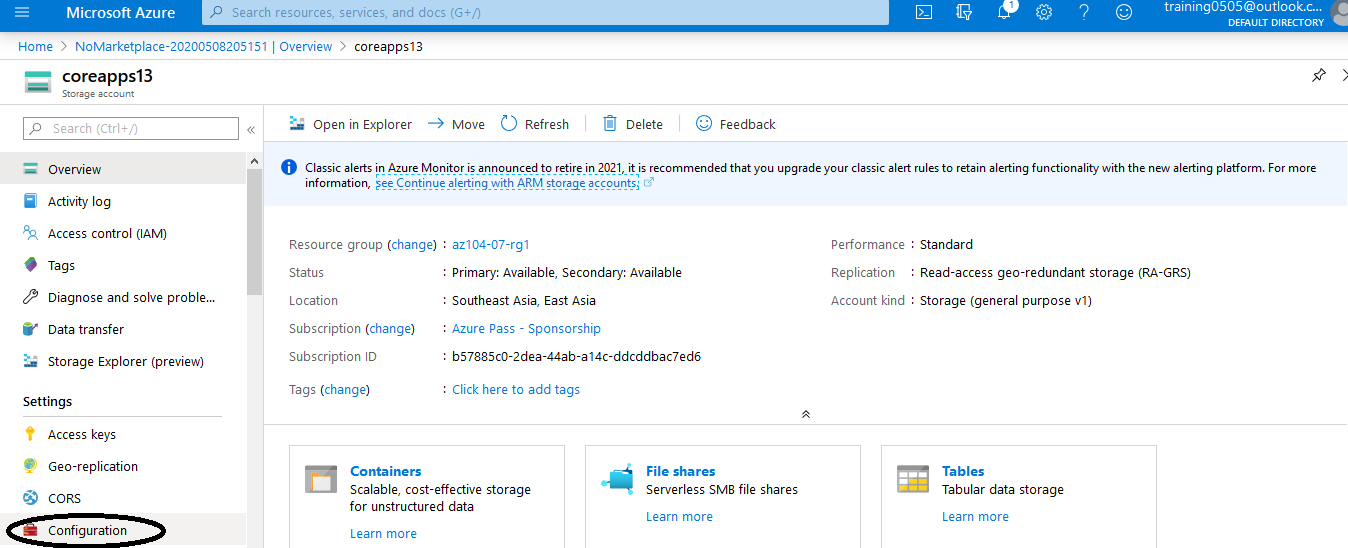 Microsoft Azure
Search resources, services, and docs (G+/)
1
training0505@outlook.c...
DEFAULT DIRECTORY
Home > NoMarketplace-20200508205151 | Overview > coreapps13
coreapps13
Storage account
Search (Ctrl+/)
«
Overview
Activity log
Access control (IAM)
Tags
Diagnose and solve proble...
Data transfer
Storage Explorer (preview)
Settings
Access keys
Geo-replication
CORS
Configuration
Open in Explorer
Move
Refresh
Delete
Feedback
Classic alerts in Azure Monitor is announced to retire in 2021, it is recommended that you upgrade your classic alert rules to retain alerting functionality with the new alerting platform. For more
information, see Continue alerting with ARM storage accounts.
Resource group (change) : az104-07-rg1
Status : Primary: Available, Secondary: Available
Location : Southeast Asia, East Asia
Subscription (change) : Azure Pass - Sponsorship
Subscription ID : b57885c0-2dea-44ab-a14c-ddcddbac7ed6
Tags (change) : Click here to add tags
Performance : Standard
Replication : Read-access geo-redundant storage (RA-GRS)
Account kind : Storage (general purpose v1)
Containers
Scalable, cost-effective storage
for unstructured data
Learn more
File shares
Serverless SMB file shares
Learn more
Tables
Tabular data storage
Learn more